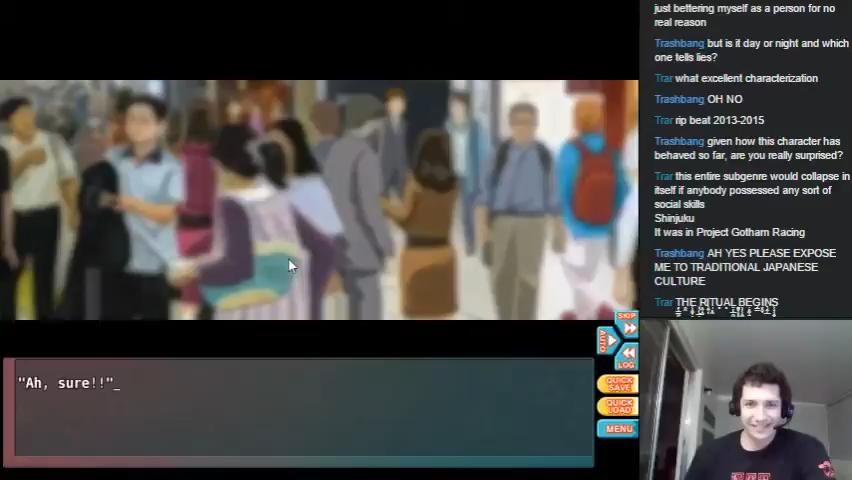 just bettering myself as a person for no
real reason
Trashbang but is it day or night and which
one tells lies?
Trar what excellent characterization
Trashbang OH NO
Trar rip beat 2013-2015
Trashbang given how this character has
behaved so far, are you really surprised?
Trar this entire subgenre would collapse in
itself if anybody possessed any sort of
social skills
Shinjuku
It was in Project Gotham Racing
Trashbang AH YES PLEASE EXPOSE
ME TO TRADITIONAL JAPANESE
CULTURE
Trar THE RITUAL BEGINS
SKIP
AUTO
LOG
"Ah, sure!!"_
QUICK
SAVE
QUICK
LOAD
MENU